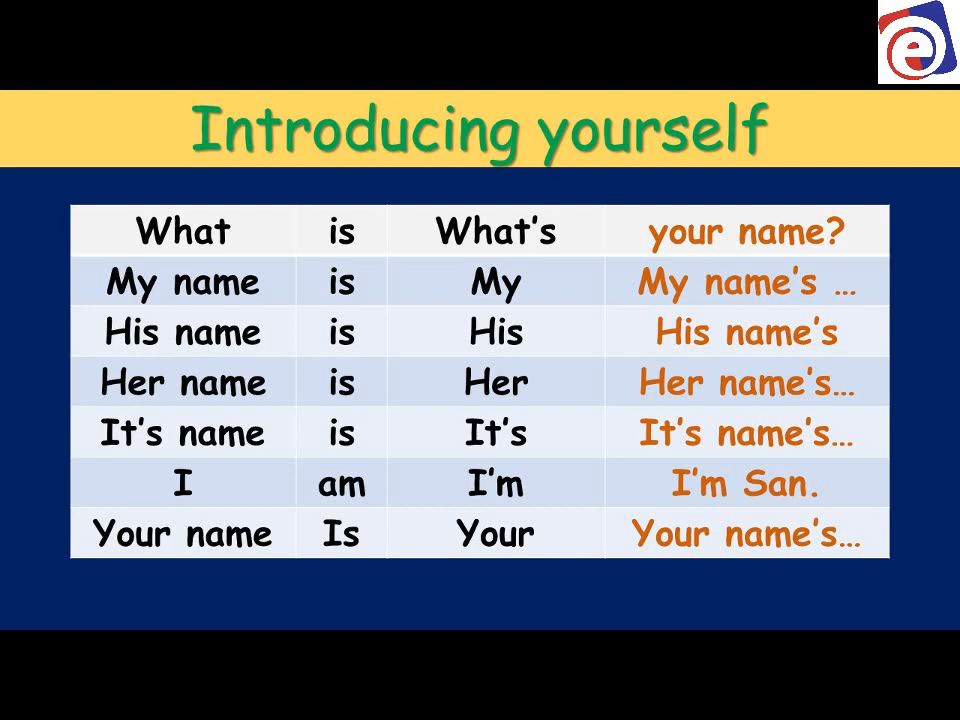 Introducing yourself
What is What's your name?
My name is My My name's ...
His name is His His name's
Her name is Her Her name's...
It's name is It's It's name's...
I am I'm I'm San.
Your name Is Your Your name's...
e